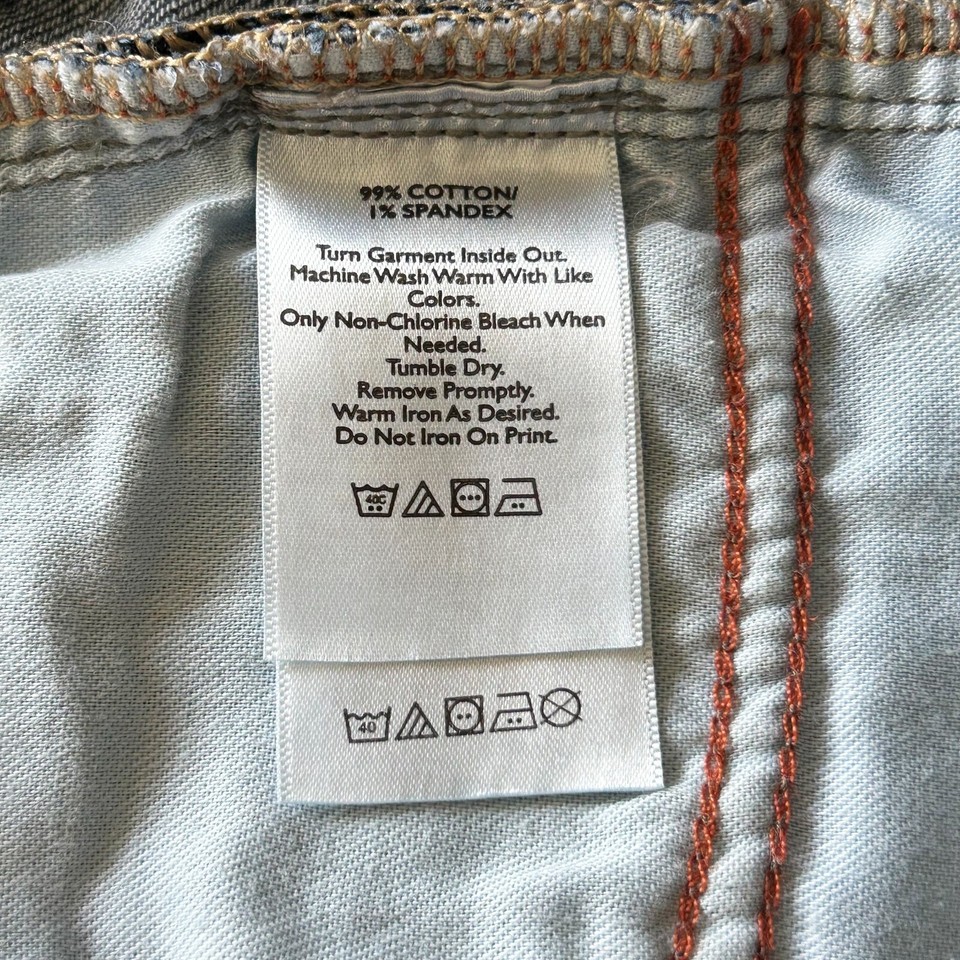 99% COTTON/
1% SPANDEX
Turn Garment Inside Out.
Machine Wash Warm With Like
Colors.
Only Non-Chlorine Bleach When
Needed.
Tumble Dry.
Remove Promptly.
Warm Iron As Desired.
Do Not Iron On Print.
40C
40